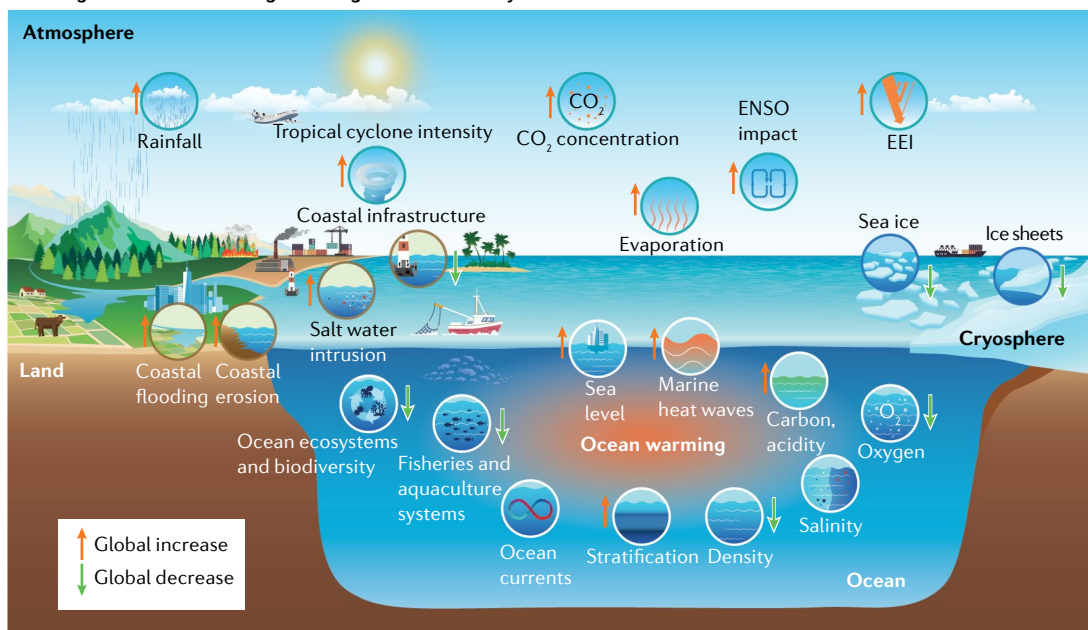 Atmosphere
Rainfall
Tropical cyclone intensity
CO₂
CO₂ concentration
ENSO
impact
EEI
Coastal infrastructure
Evaporation
Sea ice
Ice sheets
Salt water
intrusion
Cryosphere
Land
Coastal
flooding
Coastal
erosion
Sea
level
Marine
heat waves
Carbon,
acidity
O₂
Oxygen
Ocean ecosystems
and biodiversity
Fisheries and
aquaculture
systems
Ocean warming
Salinity
Ocean
currents
Stratification
Density
Ocean
Global increase
Global decrease